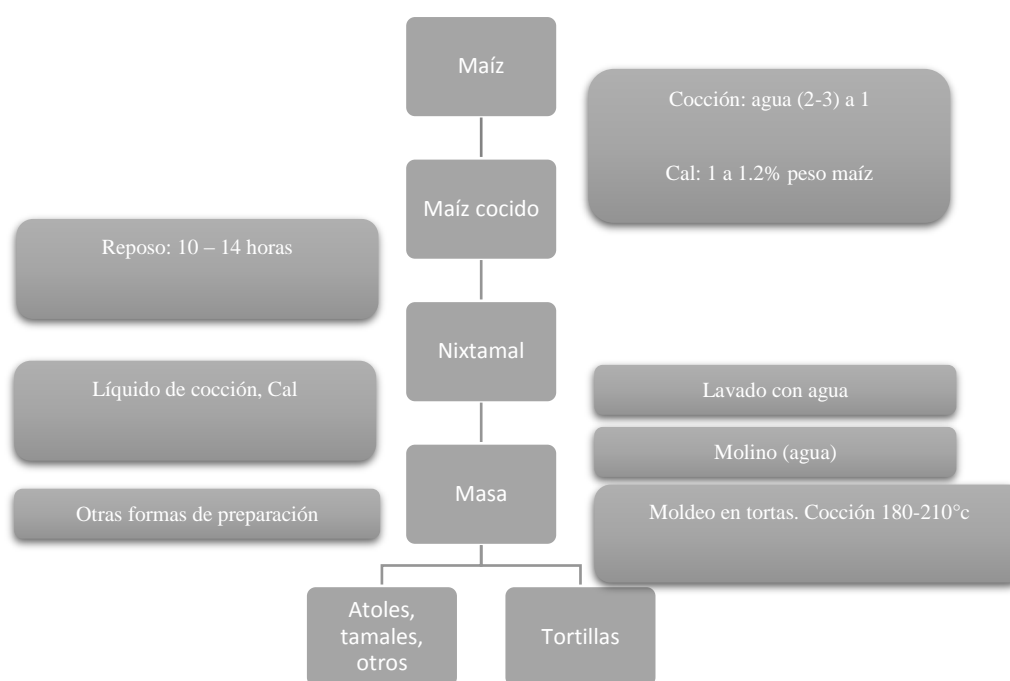 Maíz
Cocción: agua (2-3) a 1
Cal: 1 a 1.2% peso maíz
Maíz cocido
Reposo: 10 – 14 horas
Nixtamal
Líquido de cocción, Cal
Lavado con agua
Molino (agua)
Masa
Otras formas de preparación
Moldeo en tortas. Cocción 180-210°c
Atoles,
tamales,
otros
Tortillas